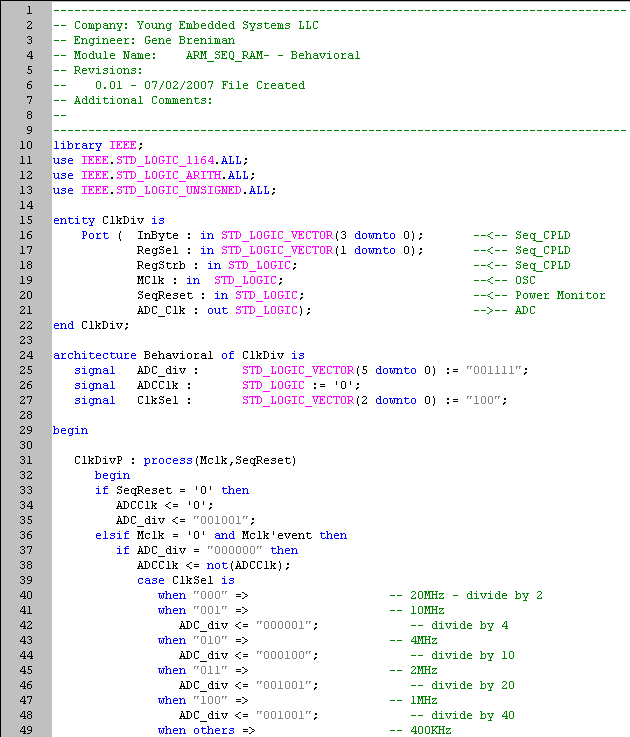 1 --------------------------------------------------------------------------------
2 -- Company: Young Embedded Systems LLC
3 -- Engineer: Gene Breniman
4 -- Module Name:    ARM_SEQ_RAM- - Behavioral
5 -- Revisions:
6 --    0.01 - 07/02/2007 File Created
7 -- Additional Comments:
8 --
9 --------------------------------------------------------------------------------
10 library IEEE;
11 use IEEE.STD_LOGIC_1164.ALL;
12 use IEEE.STD_LOGIC_ARITH.ALL;
13 use IEEE.STD_LOGIC_UNSIGNED.ALL;
14
15 entity ClkDiv is
16     Port (  InByte : in STD_LOGIC_VECTOR(3 downto 0);       --<-- Seq_CPLD
17             RegSel : in STD_LOGIC_VECTOR(1 downto 0);       --<-- Seq_CPLD
18             RegStrb : in STD_LOGIC;                         --<-- Seq_CPLD
19             MClk : in  STD_LOGIC;                           --<-- OSC
20             SeqReset : in STD_LOGIC;                        --<-- Power Monitor
21             ADC_Clk : out STD_LOGIC);                       -->-- ADC
22 end ClkDiv;
23
24 architecture Behavioral of ClkDiv is
25    signal   ADC_div :      STD_LOGIC_VECTOR(5 downto 0) := "001111";
26    signal   ADCClk :       STD_LOGIC := '0';
27    signal   ClkSel :       STD_LOGIC_VECTOR(2 downto 0) := "100";
28
29 begin
30
31    ClkDivP : process(Mclk,SeqReset)
32       begin
33       if SeqReset = '0' then
34          ADCClk <= '0';
35          ADC_div <= "001001";
36       elsif Mclk = '0' and Mclk'event then
37          if ADC_div = "000000" then
38             ADCClk <= not(ADCClk);
39             case ClkSel is
40                when "000" =>                    -- 20MHz - divide by 2
41                when "001" =>                    -- 10MHz
42                   ADC_div <= "000001";             -- divide by 4
43                when "010" =>                    -- 4MHz
44                   ADC_div <= "000100";             -- divide by 10
45                when "011" =>                    -- 2MHz
46                   ADC_div <= "001001";             -- divide by 20
47                when "100" =>                    -- 1MHz
48                   ADC_div <= "001001";             -- divide by 40
49                when others =>                   -- 400KHz